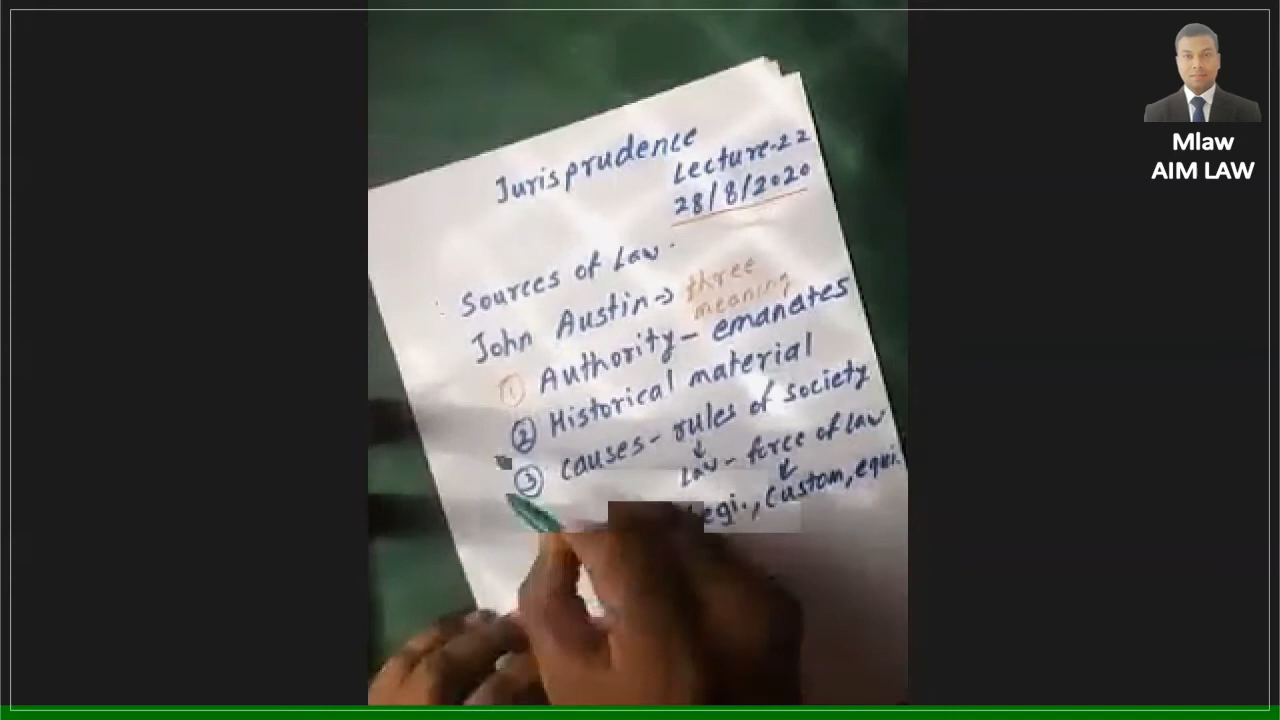 Jurisprudence
Lecture-22
28/8/2020
Sources of Law.
John Austin → three
meaning
① Authority - emanates
② Historical material
③ Causes - rules of society
↓
Law - force of law
↓
Legi., Custom, equi.
Mlaw
AIM LAW